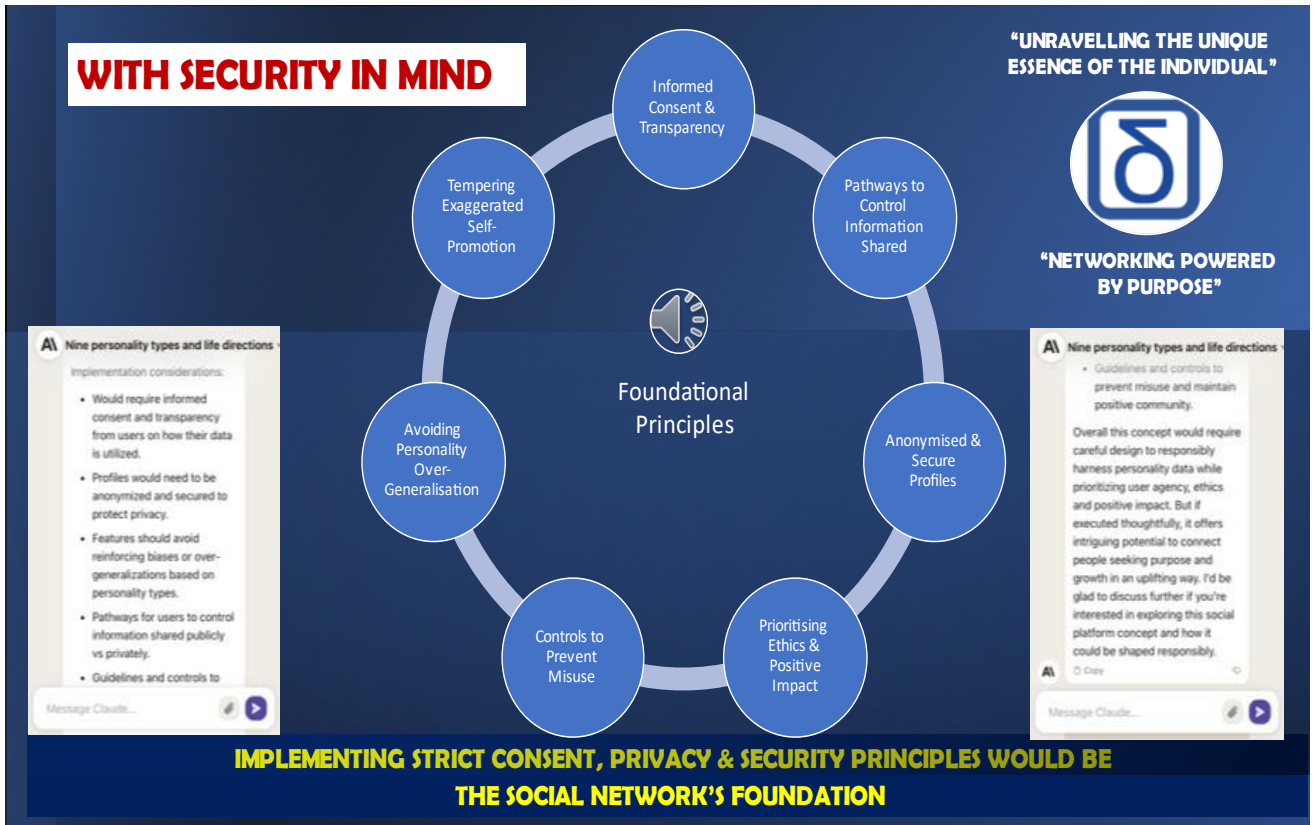 WITH SECURITY IN MIND
“UNRAVELLING THE UNIQUE
ESSENCE OF THE INDIVIDUAL”
δ
“NETWORKING POWERED
BY PURPOSE”
Informed
Consent &
Transparency
Pathways to
Control
Information
Shared
Anonymised &
Secure
Profiles
Prioritising
Ethics &
Positive
Impact
Controls to
Prevent
Misuse
Avoiding
Personality
Over-
Generalisation
Tempering
Exaggerated
Self-
Promotion
Foundational
Principles
A\ Nine personality types and life directions
Implementation considerations:
• Would require informed
consent and transparency
from users on how their data
is utilized.
• Profiles would need to be
anonymized and secured to
protect privacy.
• Features should avoid
reinforcing biases or over-
generalizations based on
personality types.
• Pathways for users to control
information shared publicly
vs privately.
• Guidelines and controls to
Message Claude...
A\ Nine personality types and life directions
• Guidelines and controls to
prevent misuse and maintain
positive community.
Overall this concept would require
careful design to responsibly
harness personality data while
prioritizing user agency, ethics
and positive impact. But if
executed thoughtfully, it offers
intriguing potential to connect
people seeking purpose and
growth in an uplifting way. I'd be
glad to discuss further if you're
interested in exploring this social
platform concept and how it
could be shaped responsibly.
A\ Copy
Message Claude...
IMPLEMENTING STRICT CONSENT, PRIVACY & SECURITY PRINCIPLES WOULD BE
THE SOCIAL NETWORK’S FOUNDATION